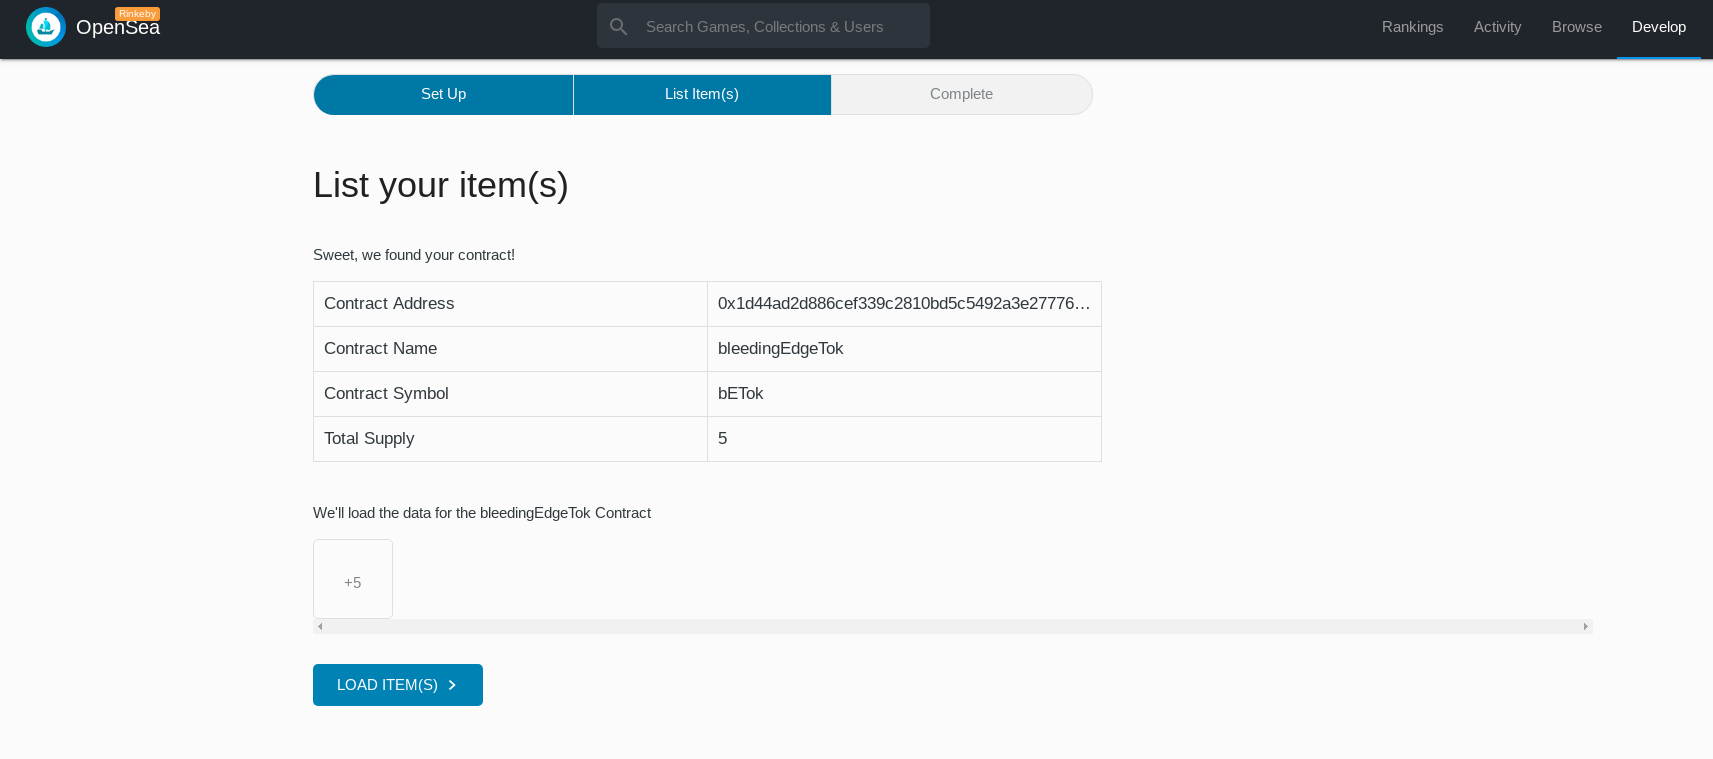 Rinkeby
OpenSea
Search Games, Collections & Users
Rankings
Activity
Browse
Develop
Set Up
List Item(s)
Complete
List your item(s)
Sweet, we found your contract!
Contract Address
0x1d44ad2d886cef339c2810bd5c5492a3e27776…
Contract Name
bleedingEdgeTok
Contract Symbol
bETok
Total Supply
5
We'll load the data for the bleedingEdgeTok Contract
+5
LOAD ITEM(S)